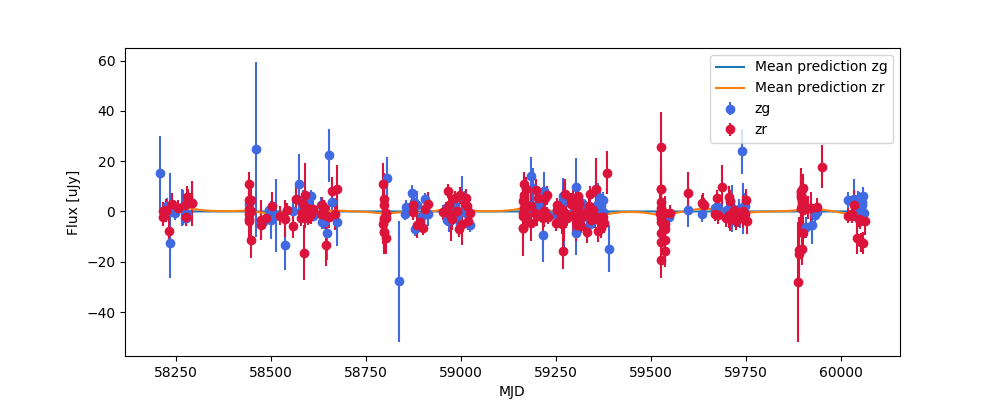 60
40
20
0
−20
−40
Flux [uJy]
58250
58500
58750
59000
59250
59500
59750
60000
MJD
Mean prediction zg
Mean prediction zr
zg
zr